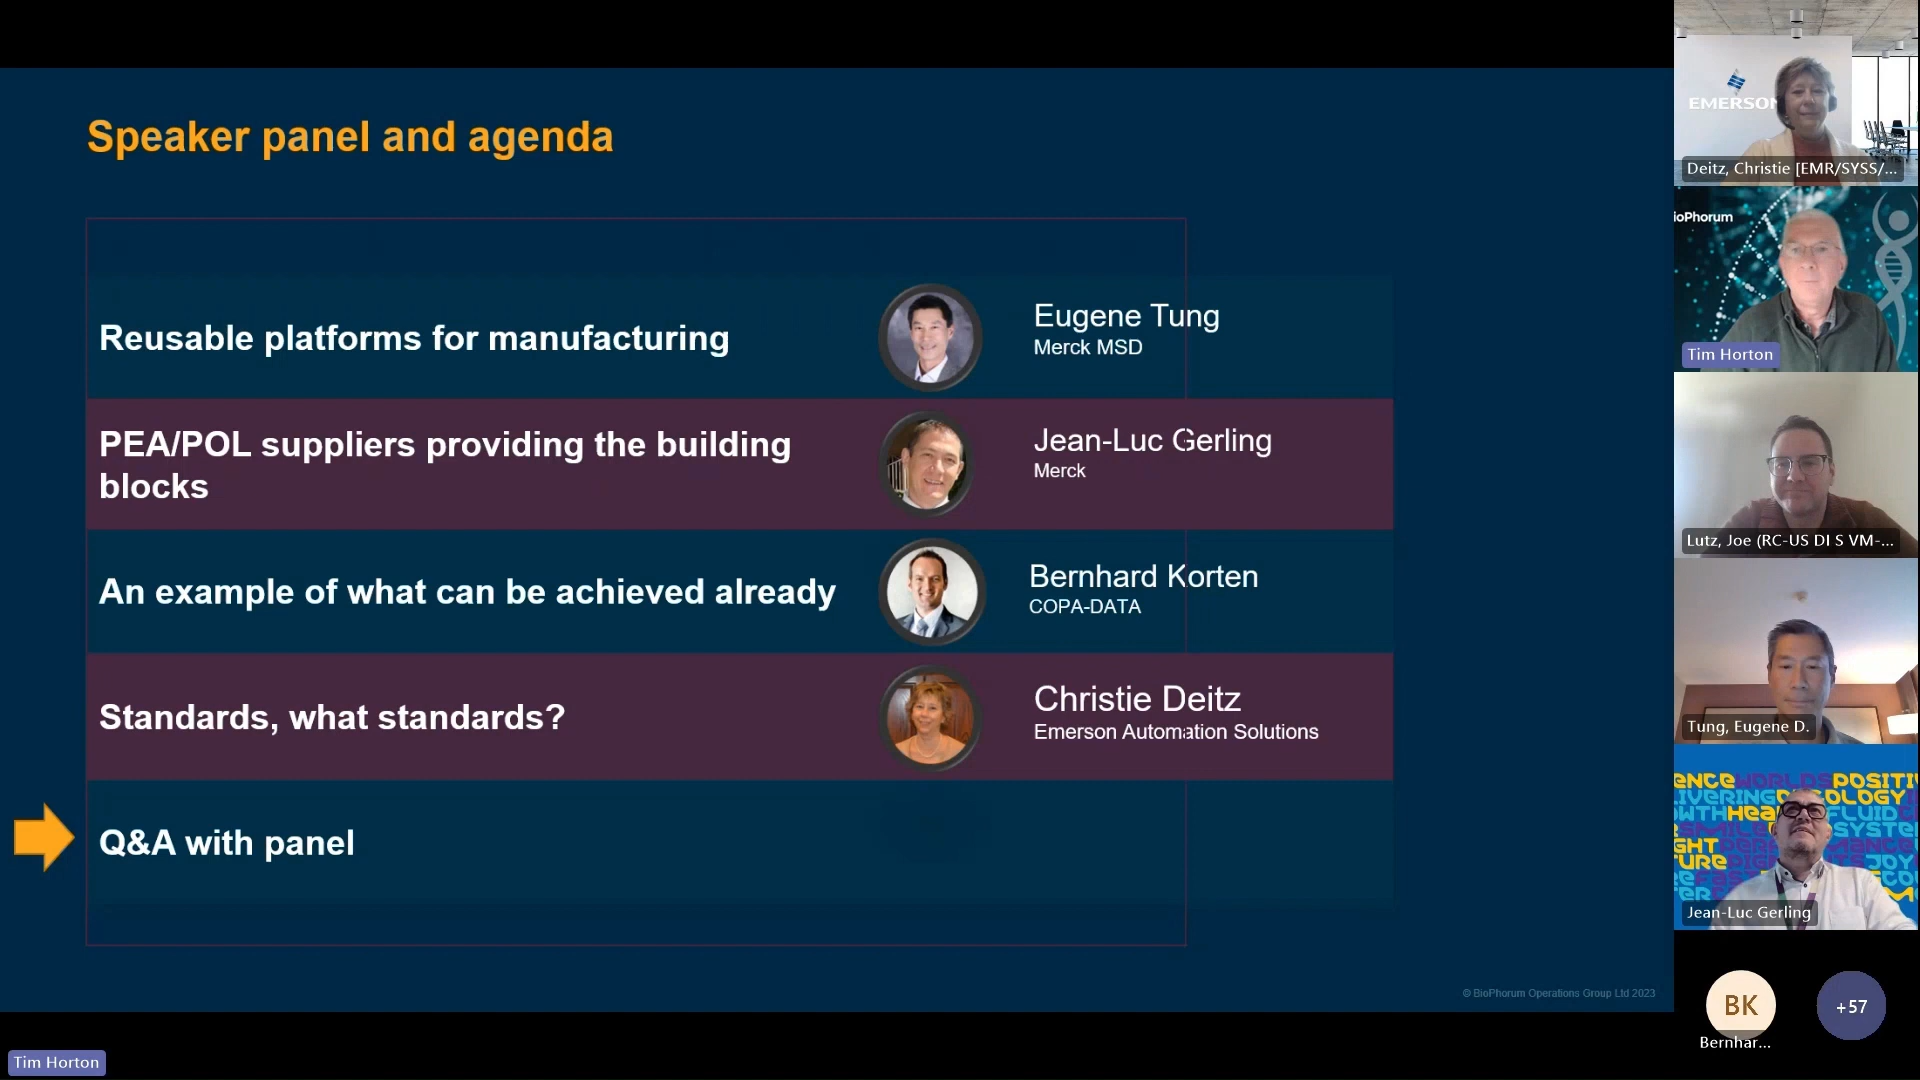 Speaker panel and agenda
Reusable platforms for manufacturing
Eugene Tung
Merck MSD
PEA/POL suppliers providing the building
blocks
Jean-Luc Gerling
Merck
An example of what can be achieved already
Bernhard Korten
COPA-DATA
Standards, what standards?
Christie Deitz
Emerson Automation Solutions
Q&A with panel
© BioPhorum Operations Group Ltd 2023
Tim Horton
EMERSON
Deitz, Christie [EMR/SYSS/...
ioPhorum
Tim Horton
Lutz, Joe (RC-US DI S VM-...
Tung, Eugene D.
Jean-Luc Gerling
BK
Bernhar...
+57